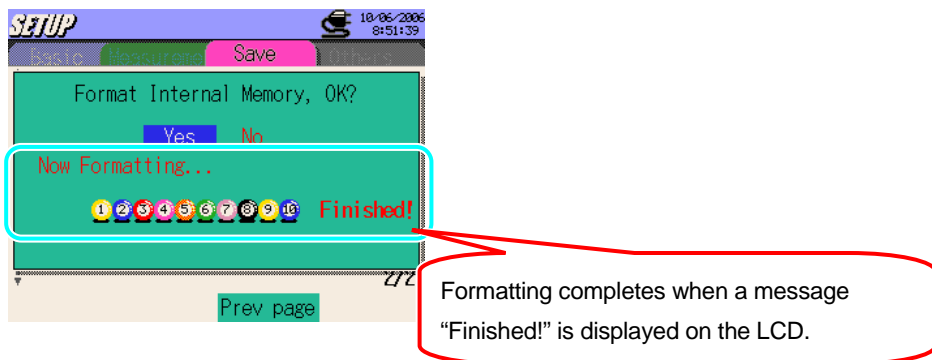 SETUP
10/06/2006
8:51:39
Basic Measureme Save Others
Format Internal Memory, OK?
Yes No
Now Formatting...
1 2 3 4 5 6 7 8 9 10 Finished!
2/2
Prev page
Formatting completes when a message
“Finished!” is displayed on the LCD.